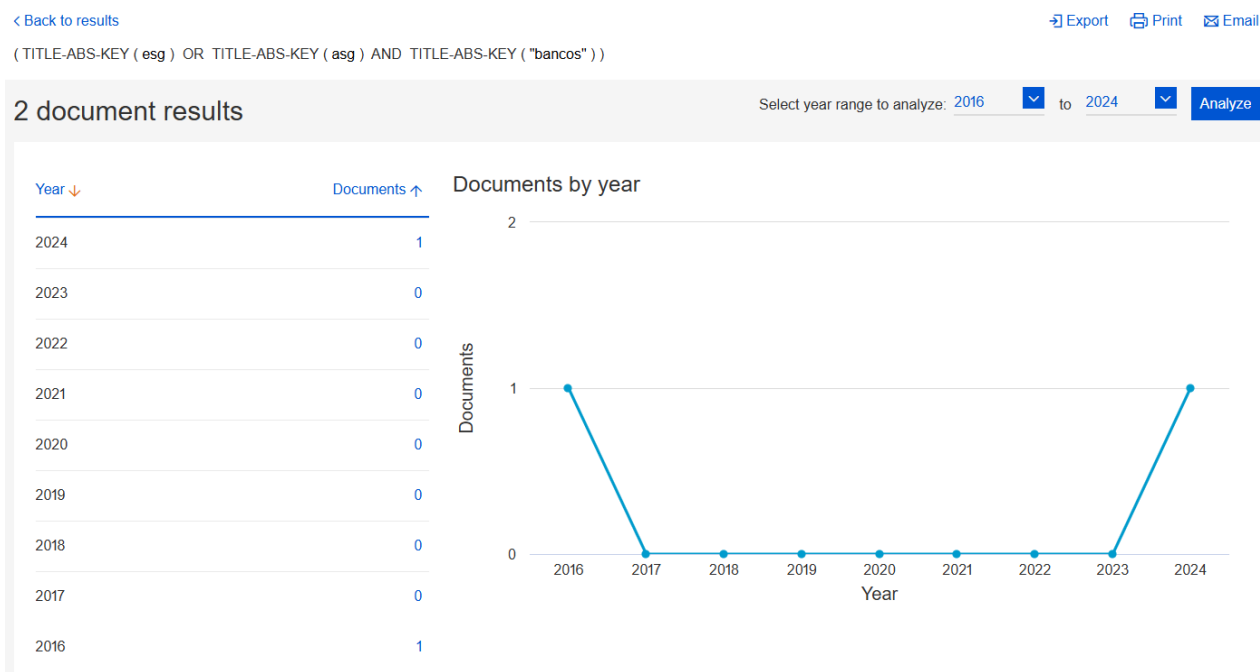 Back to results
Export Print Email
( TITLE-ABS-KEY ( esg ) OR TITLE-ABS-KEY ( asg ) AND TITLE-ABS-KEY ( "bancos" ) )
2 document results
Select year range to analyze: 2016 to 2024 Analyze
Year Documents
2024 1
2023 0
2022 0
2021 0
2020 0
2019 0
2018 0
2017 0
2016 1
Documents by year
2
1
0
Documents
2016 2017 2018 2019 2020 2021 2022 2023 2024
Year